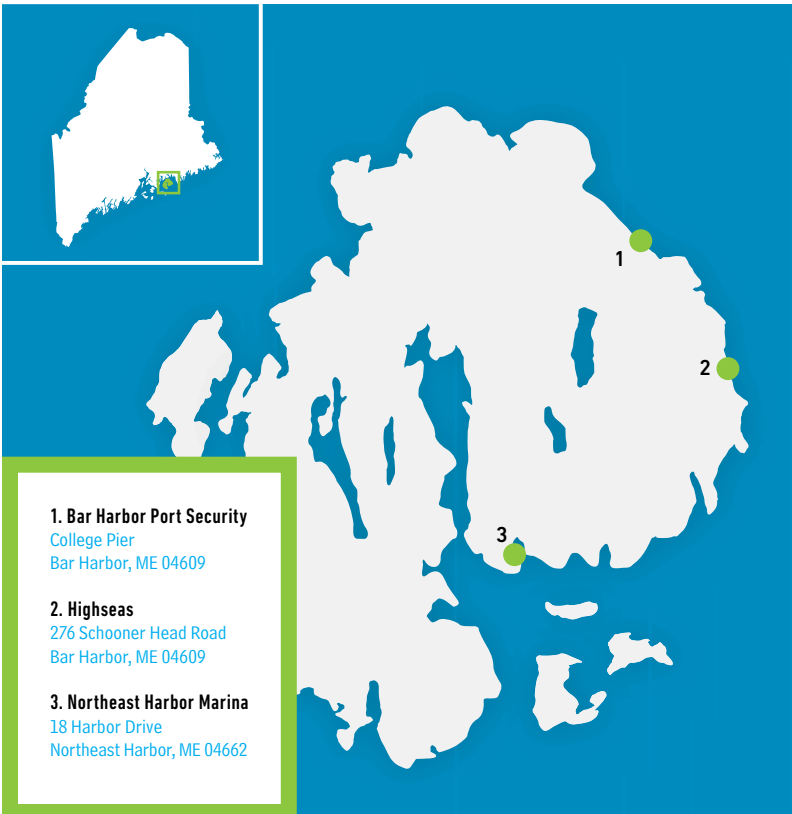 1
2
3
1. Bar Harbor Port Security
College Pier
Bar Harbor, ME 04609
2. Highseas
276 Schooner Head Road
Bar Harbor, ME 04609
3. Northeast Harbor Marina
18 Harbor Drive
Northeast Harbor, ME 04662